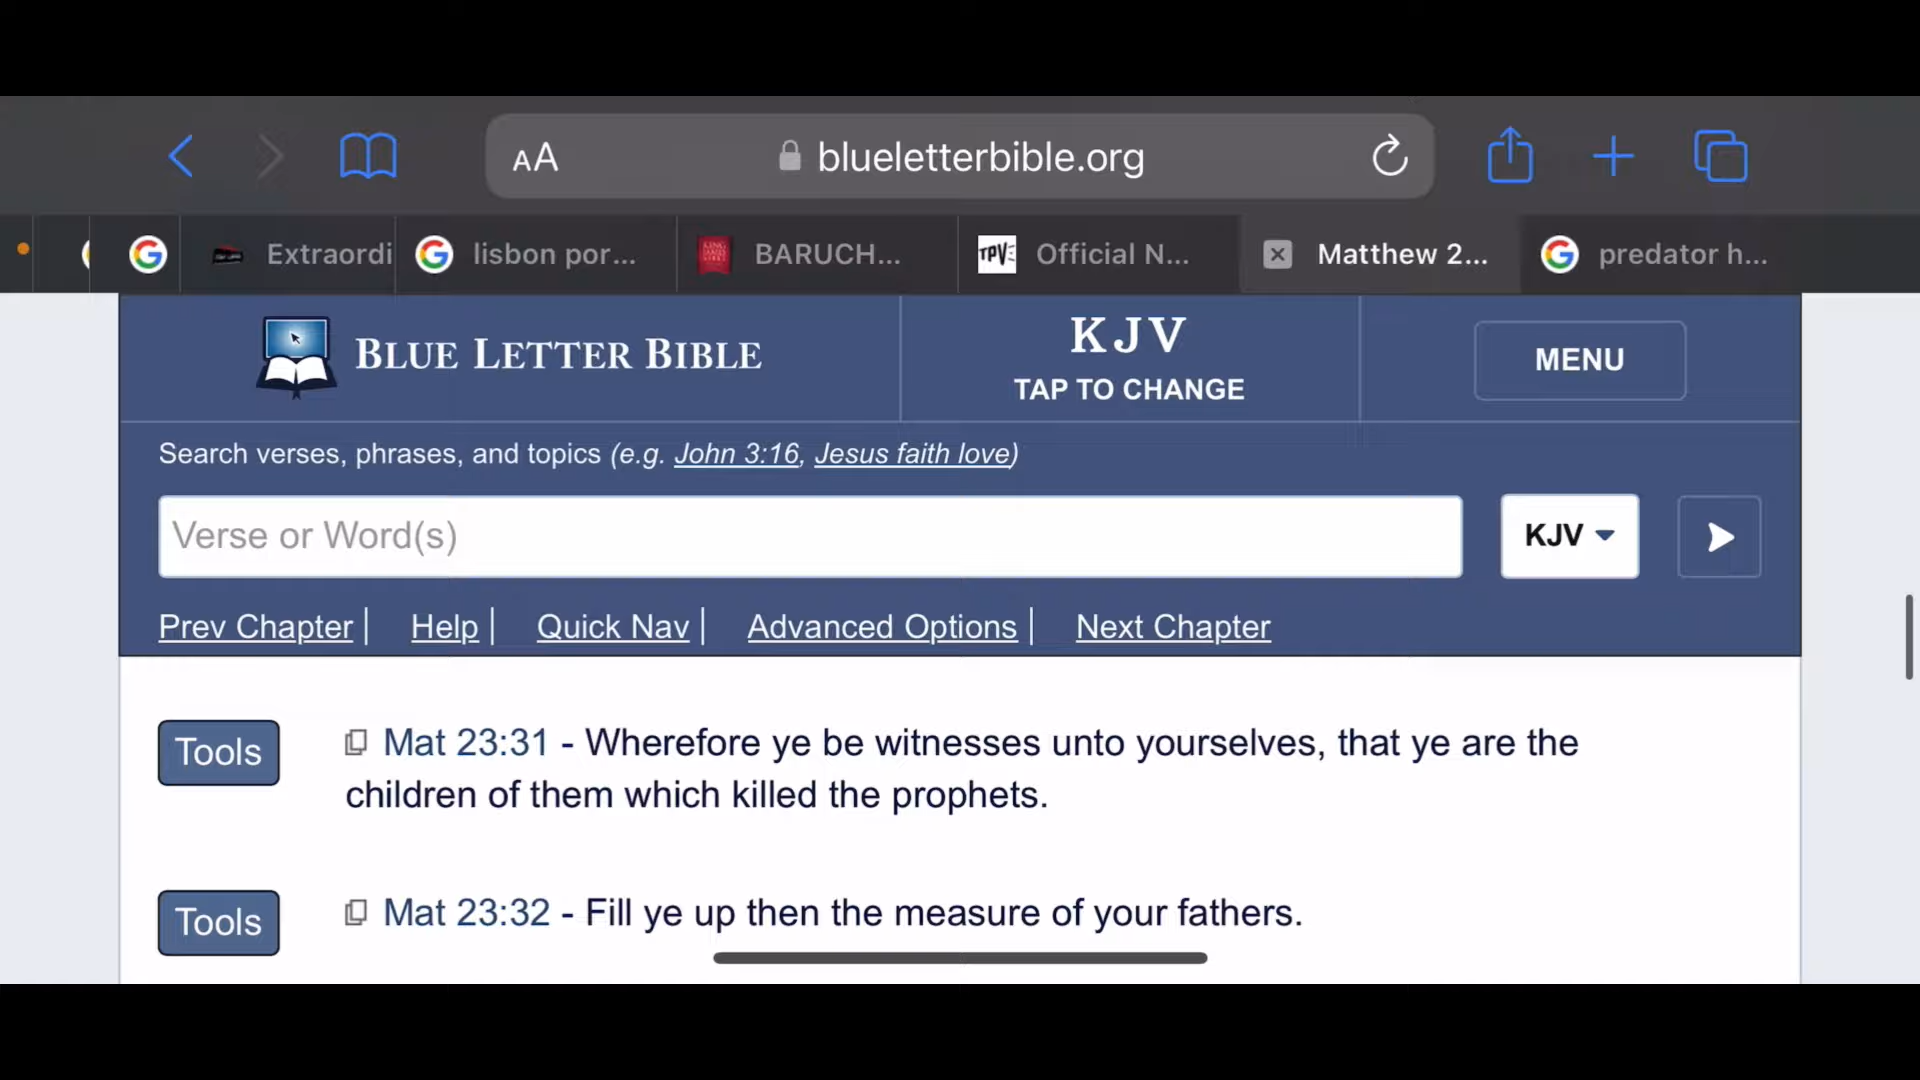 AA blueletterbible.org
Extraordi lisbon por... BARUCH... TPV Official N... Matthew 2... predator h...
BLUE LETTER BIBLE
KJV
TAP TO CHANGE
MENU
Search verses, phrases, and topics (e.g. John 3:16, Jesus faith love)
Verse or Word(s) KJV
Prev Chapter | Help | Quick Nav | Advanced Options | Next Chapter
Tools Mat 23:31 - Wherefore ye be witnesses unto yourselves, that ye are the
children of them which killed the prophets.
Tools Mat 23:32 - Fill ye up then the measure of your fathers.